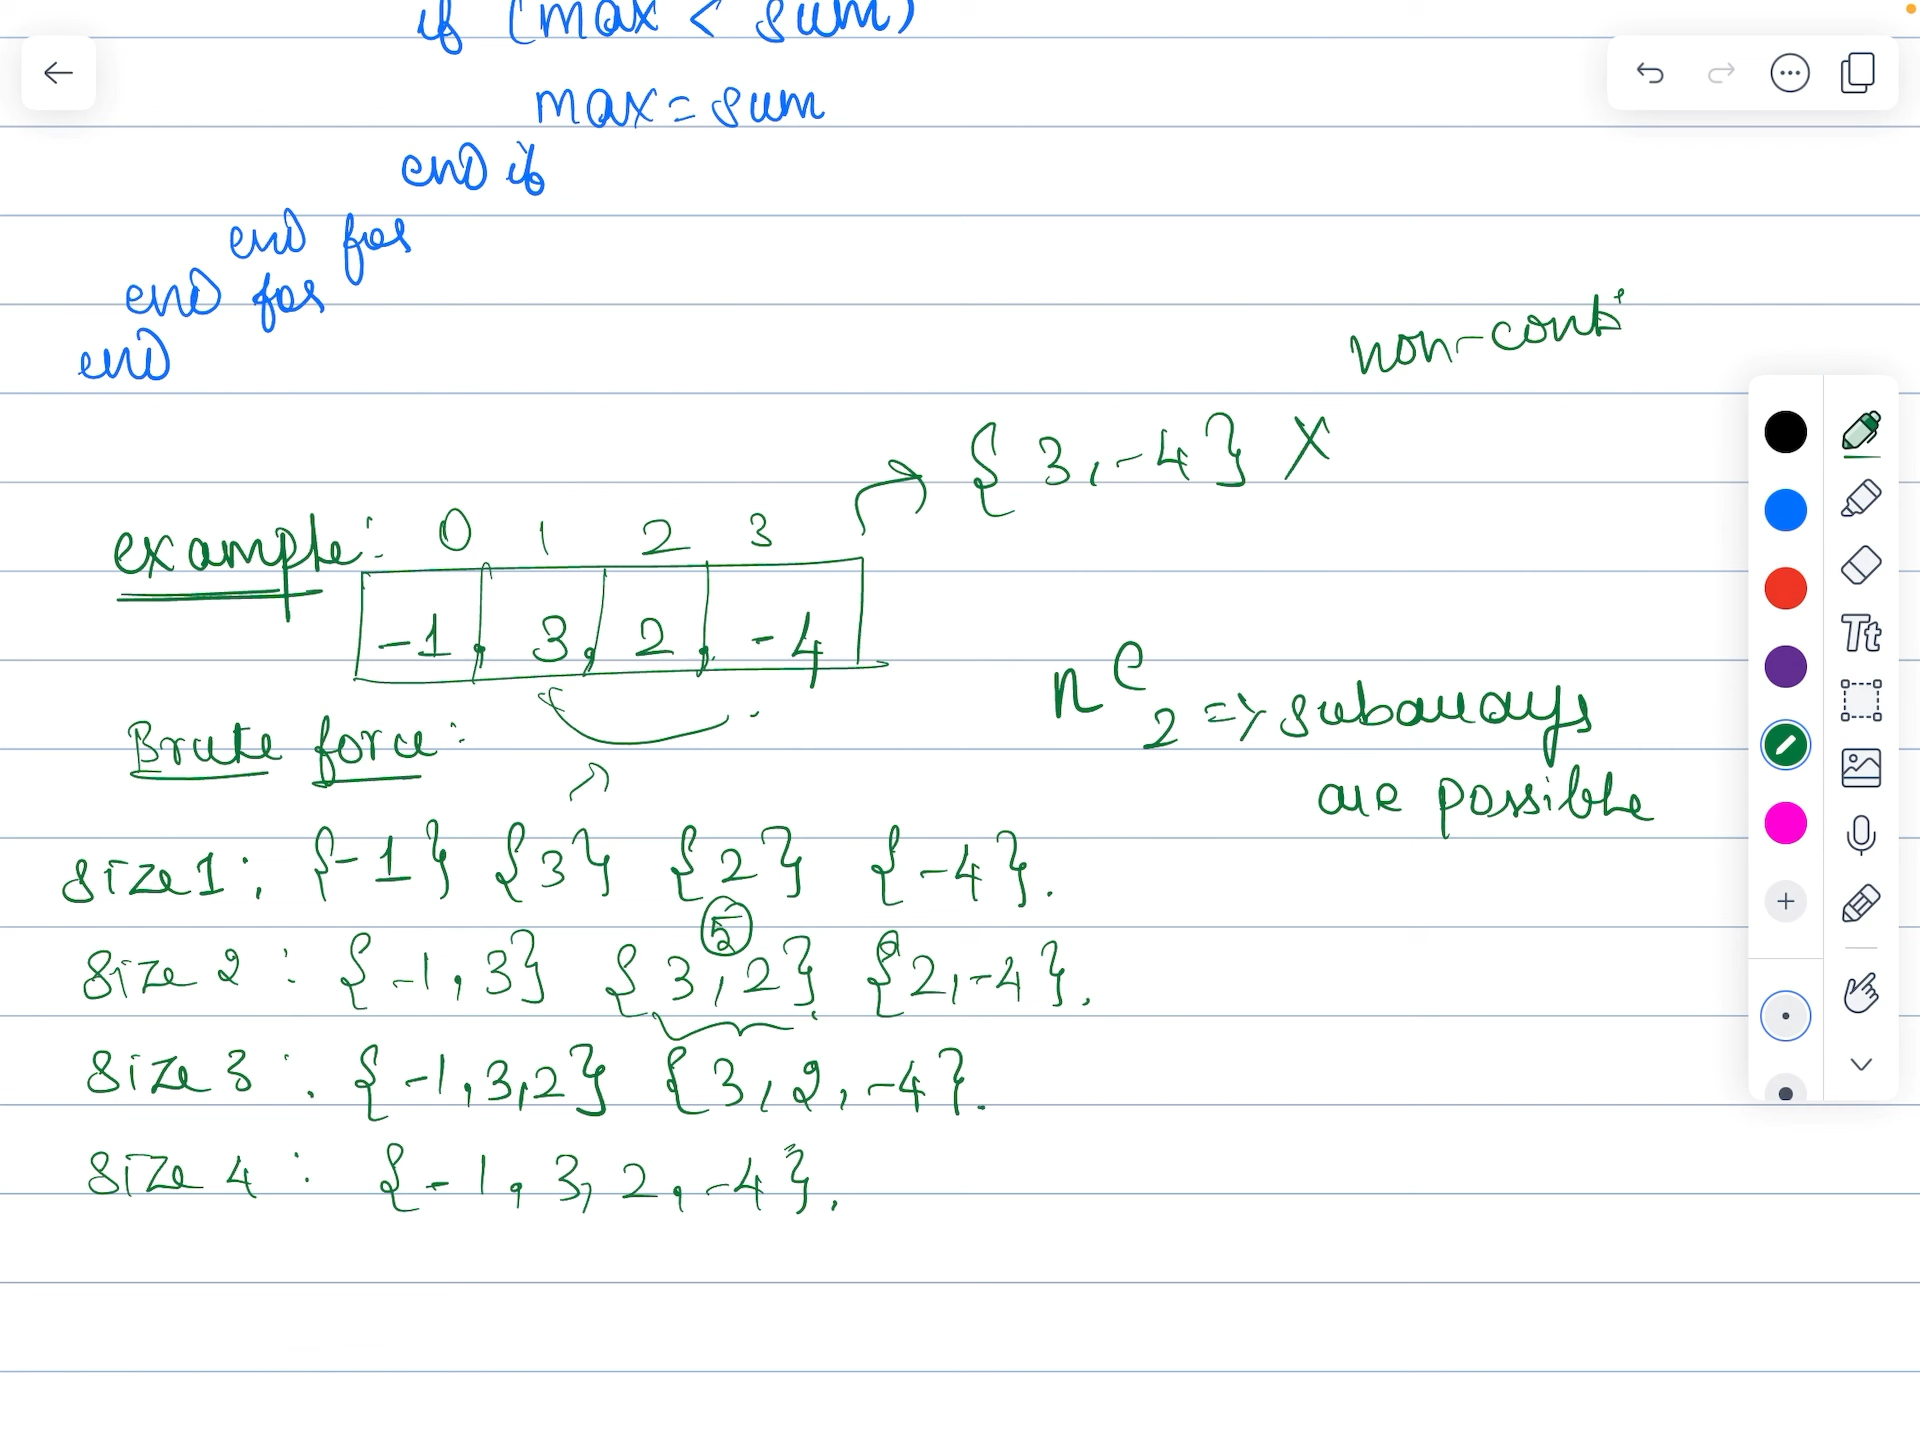 if (max < sum)
max = sum
end if
end for
end for
end
non-cont
{ 3, -4} X
example: 0 1 2 3
-1, 3, 2, -4
nC2 => subarrays
are possible
Brute force:
size 1: {-1} {3} {2} {-4}.
5
size 2: {-1, 3} {3, 2} {2, -4}.
size 3: {-1, 3, 2} {3, 2, -4}.
size 4: {-1, 3, 2, -4}.
Tt